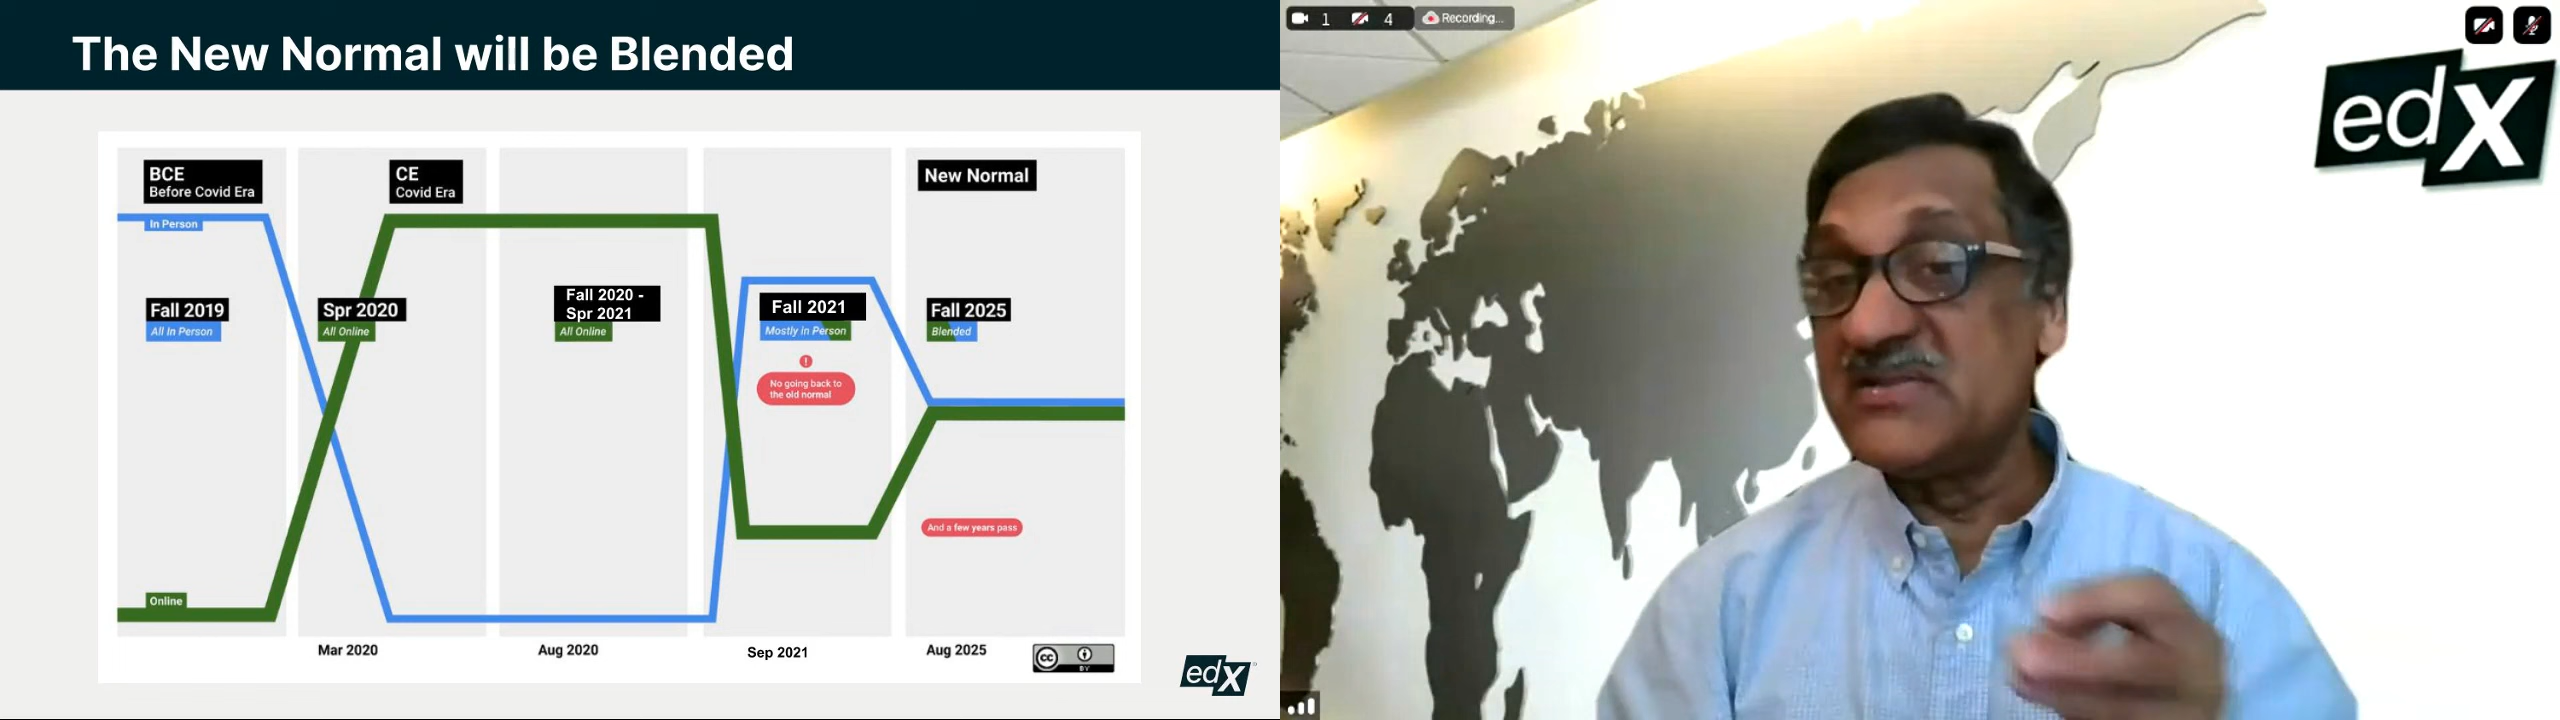 The New Normal will be Blended
BCE
Before Covid Era
CE
Covid Era
New Normal
In Person
Fall 2019
All In Person
Spr 2020
All Online
Fall 2020 -
Spr 2021
All Online
Fall 2021
Mostly in Person
!
No going back to
the old normal
Fall 2025
Blended
And a few years pass
Online
Mar 2020
Aug 2020
Sep 2021
Aug 2025
cc
BY
edX
1
4
Recording...
edX